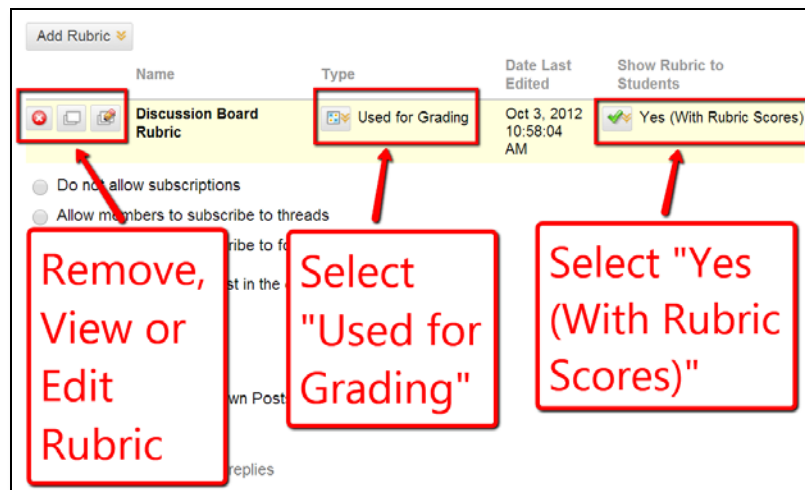 Add Rubric
Name Type Date Last Edited Show Rubric to Students
Discussion Board Rubric
Used for Grading
Oct 3, 2012
10:58:04
AM
Yes (With Rubric Scores)
Do not allow subscriptions
Allow members to subscribe to threads
Remove,
View or
Edit
Rubric
Select
"Used for
Grading"
Select "Yes
(With Rubric
Scores)"
replies